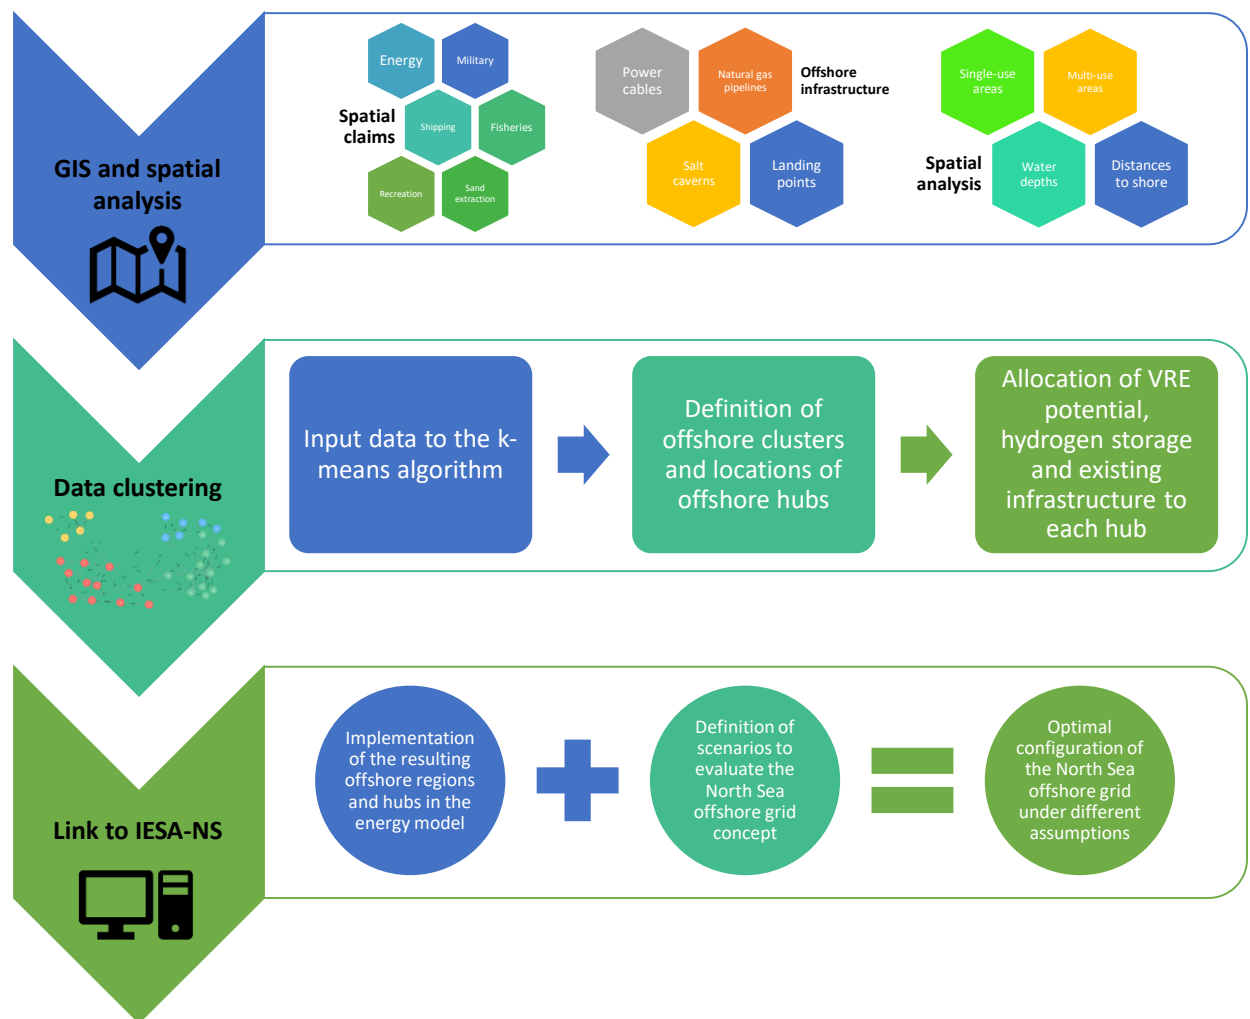 GIS and spatial
analysis
Energy
Military
Spatial
claims
Shipping
Fisheries
Recreation
Sand
extraction
Power
cables
Natural gas
pipelines
Offshore
infrastructure
Salt
caverns
Landing
points
Single-use
areas
Multi-use
areas
Spatial
analysis
Water
depths
Distances
to shore
Data clustering
Input data to the k-
means algorithm
Definition of
offshore clusters
and locations of
offshore hubs
Allocation of VRE
potential,
hydrogen storage
and existing
infrastructure to
each hub
Link to IESA-NS
Implementation
of the resulting
offshore regions
and hubs in the
energy model
Definition of
scenarios to
evaluate the
North Sea
offshore grid
concept
Optimal
configuration of
the North Sea
offshore grid
under different
assumptions